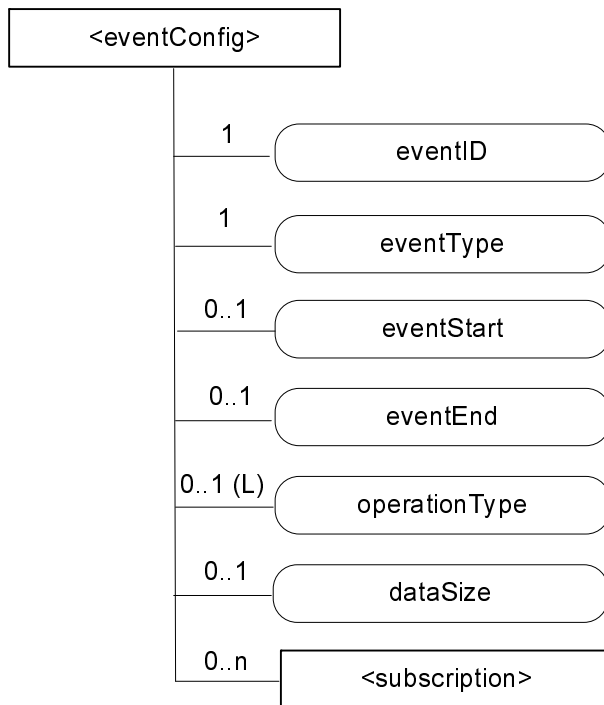 <eventConfig>
1
eventID
1
eventType
0..1
eventStart
0..1
eventEnd
0..1 (L)
operationType
0..1
dataSize
0..n
<subscription>